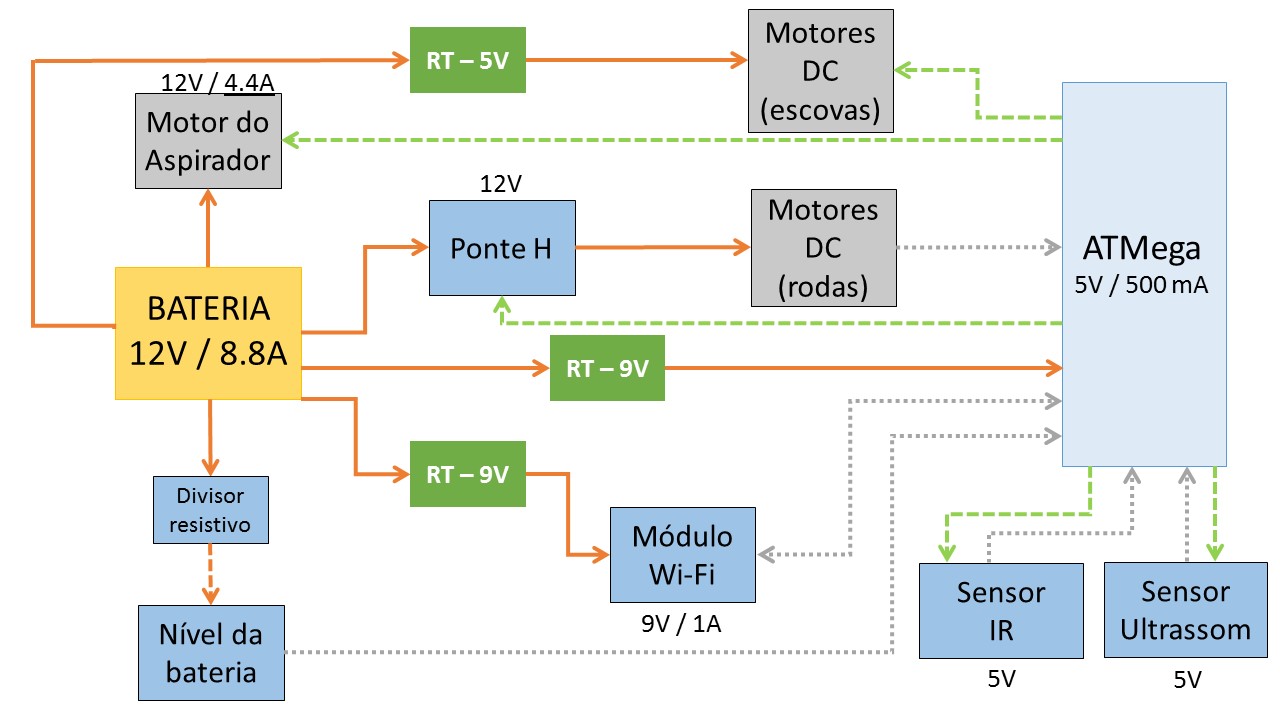 RT – 5V
Motores
DC
(escovas)
12V / 4.4A
Motor do
Aspirador
12V
Ponte H
Motores
DC
(rodas)
ATMega
5V / 500 mA
BATERIA
12V / 8.8A
RT – 9V
RT – 9V
Divisor
resistivo
Módulo
Wi-Fi
9V / 1A
Nível da
bateria
Sensor
IR
5V
Sensor
Ultrassom
5V